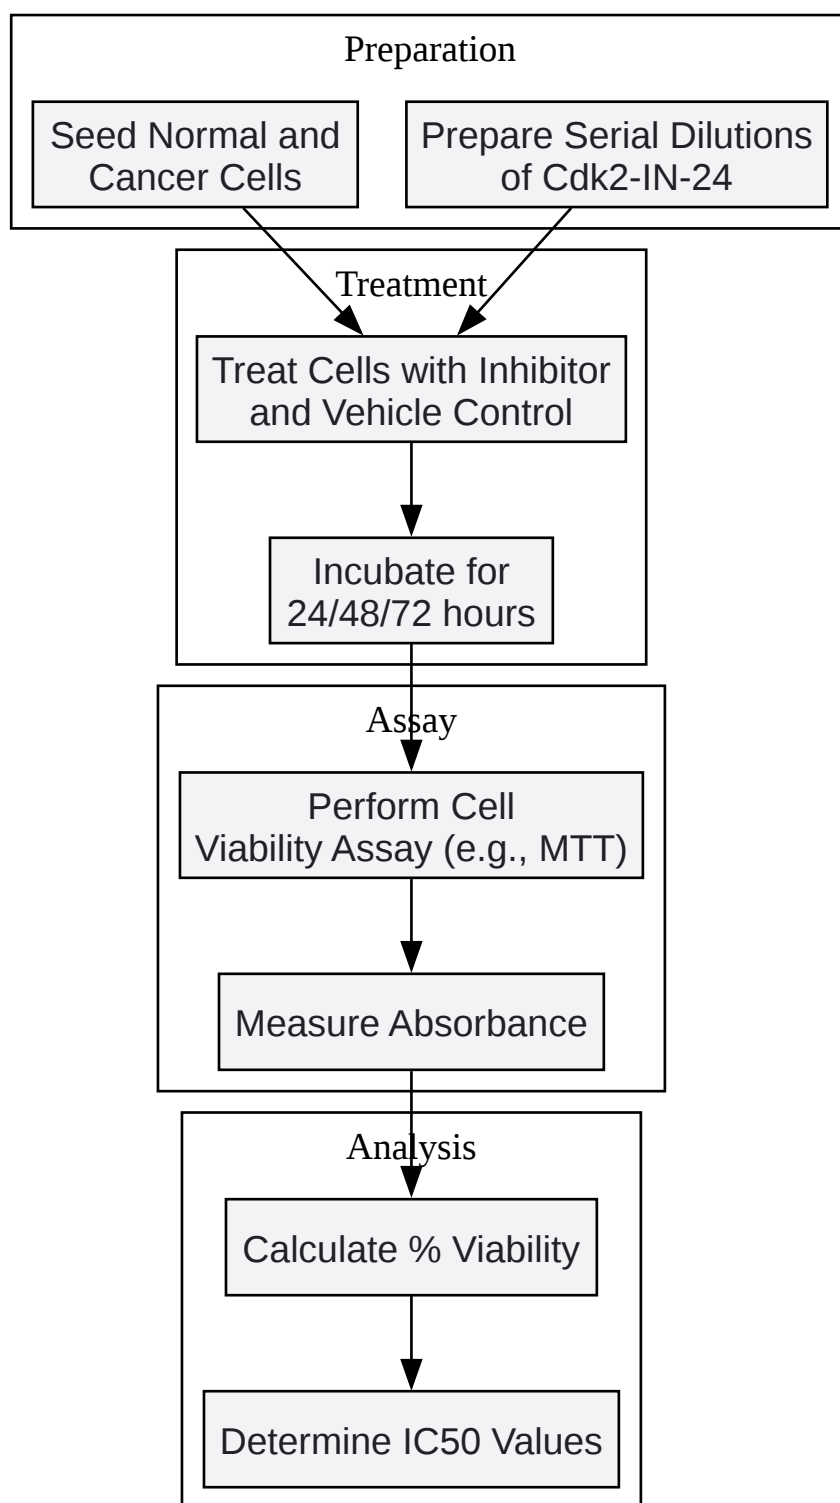 Preparation
Seed Normal and
Cancer Cells
Prepare Serial Dilutions
of Cdk2-IN-24
Treatment
Treat Cells with Inhibitor
and Vehicle Control
Incubate for
24/48/72 hours
Assay
Perform Cell
Viability Assay (e.g., MTT)
Measure Absorbance
Analysis
Calculate % Viability
Determine IC50 Values